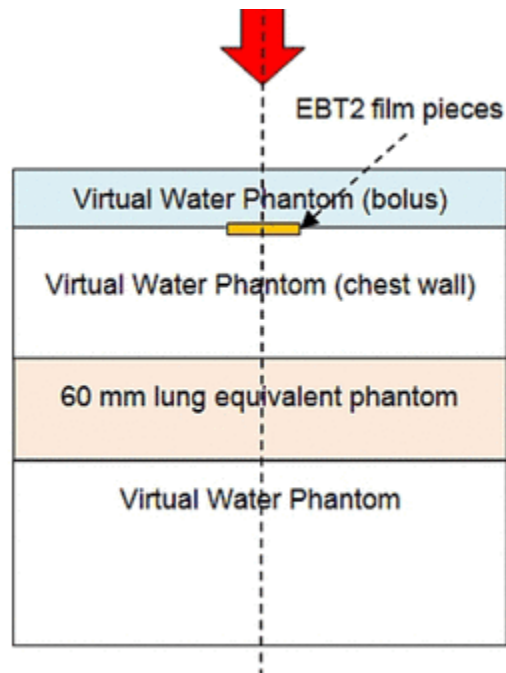 EBT2 film pieces
Virtual Water Phantom (bolus)
Virtual Water Phantom (chest wall)
60 mm lung equivalent phantom
Virtual Water Phantom